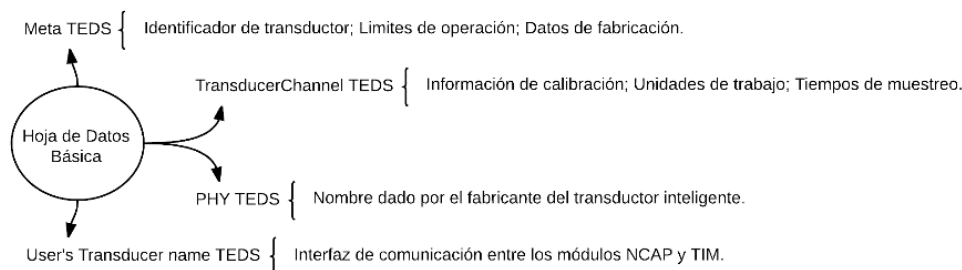 Meta TEDS { Identificador de transductor; Limites de operación; Datos de fabricación.
TransducerChannel TEDS { Información de calibración; Unidades de trabajo; Tiempos de muestreo.
Hoja de Datos
Básica
PHY TEDS { Nombre dado por el fabricante del transductor inteligente.
User's Transducer name TEDS { Interfaz de comunicación entre los módulos NCAP y TIM.